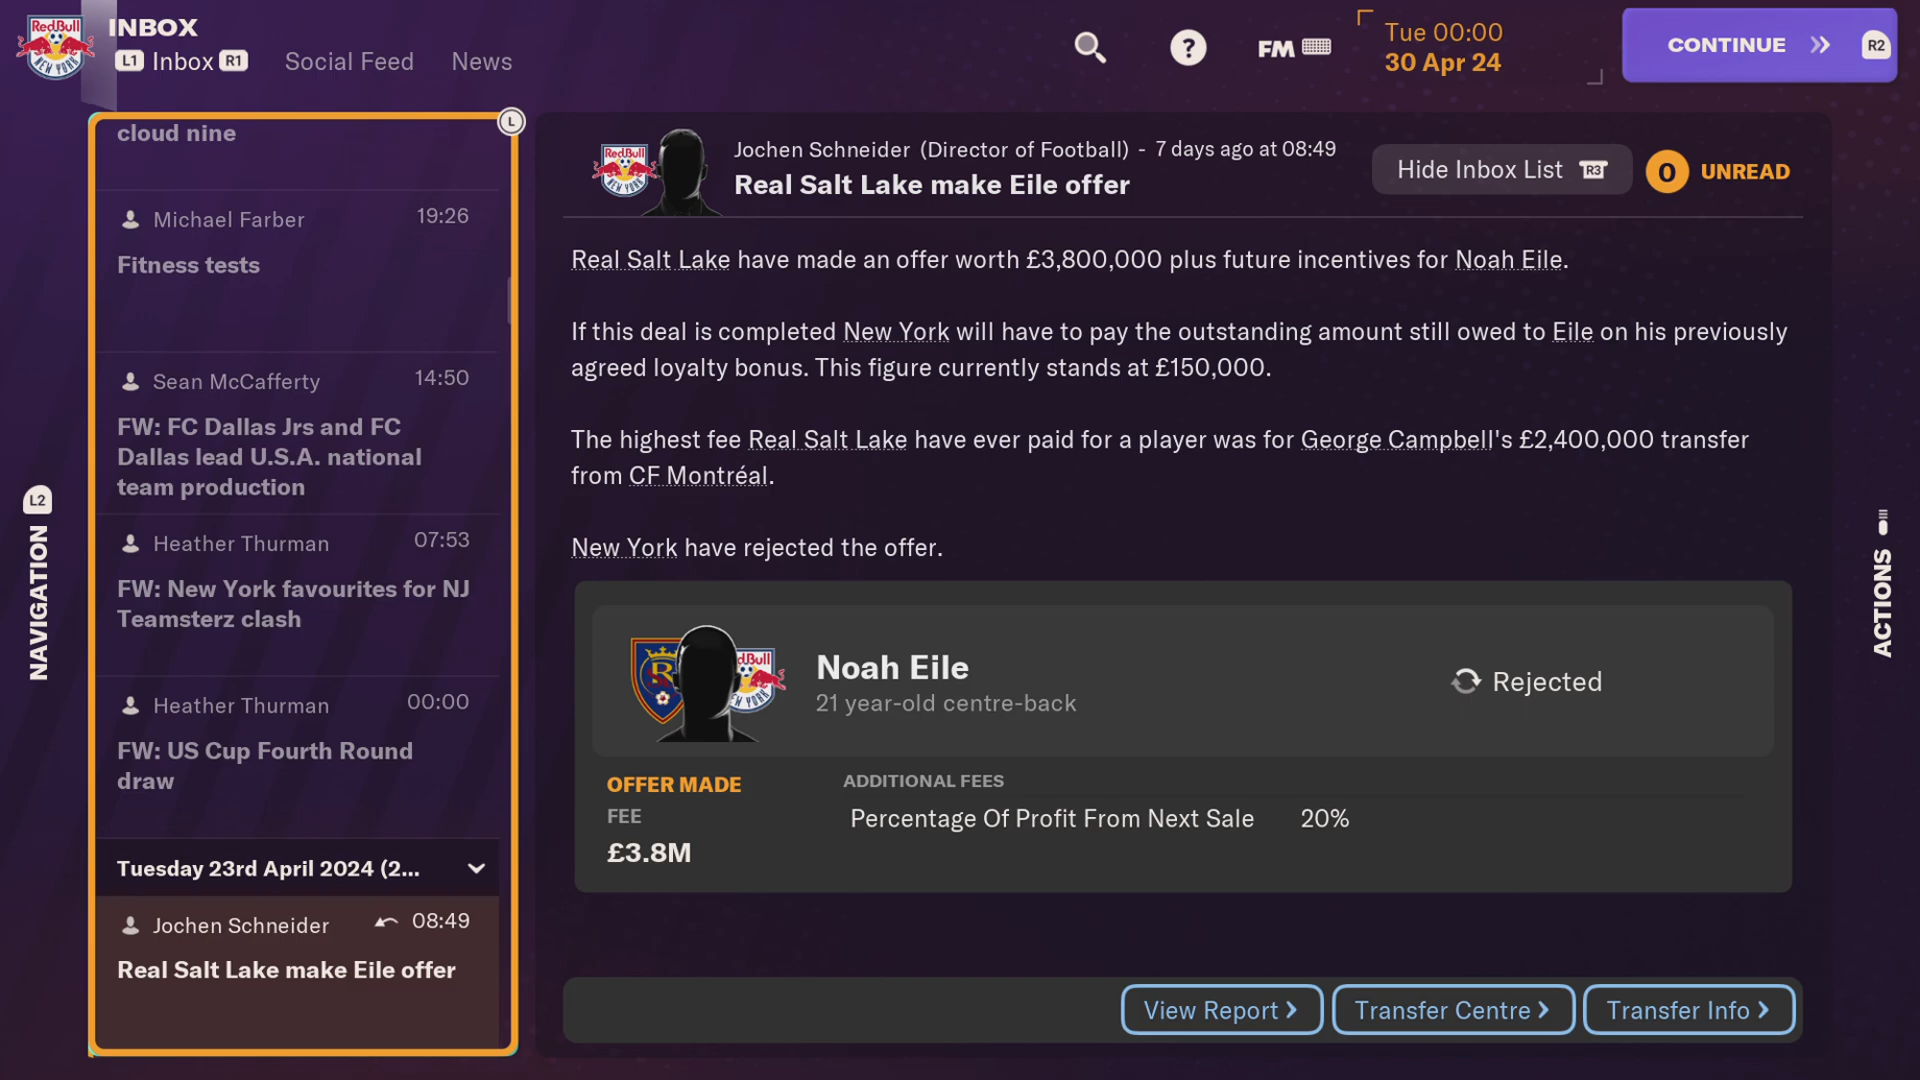 INBOX
L1 Inbox R1 Social Feed News
FM
Tue 00:00
30 Apr 24
CONTINUE R2
L
cloud nine
Michael Farber 19:26
Fitness tests
Sean McCafferty 14:50
FW: FC Dallas Jrs and FC
Dallas lead U.S.A. national
team production
Heather Thurman 07:53
FW: New York favourites for NJ
Teamsterz clash
Heather Thurman 00:00
FW: US Cup Fourth Round
draw
Tuesday 23rd April 2024 (2...
Jochen Schneider 08:49
Real Salt Lake make Eile offer
L2
NAVIGATION
Red Bull
NEW YORK
Jochen Schneider (Director of Football) - 7 days ago at 08:49
Real Salt Lake make Eile offer
Hide Inbox List R3
0 UNREAD
Real Salt Lake have made an offer worth £3,800,000 plus future incentives for Noah Eile.
If this deal is completed New York will have to pay the outstanding amount still owed to Eile on his previously
agreed loyalty bonus. This figure currently stands at £150,000.
The highest fee Real Salt Lake have ever paid for a player was for George Campbell's £2,400,000 transfer
from CF Montréal.
New York have rejected the offer.
Noah Eile
21 year-old centre-back
Rejected
OFFER MADE
FEE
£3.8M
ADDITIONAL FEES
Percentage Of Profit From Next Sale 20%
View Report
Transfer Centre
Transfer Info
ACTIONS